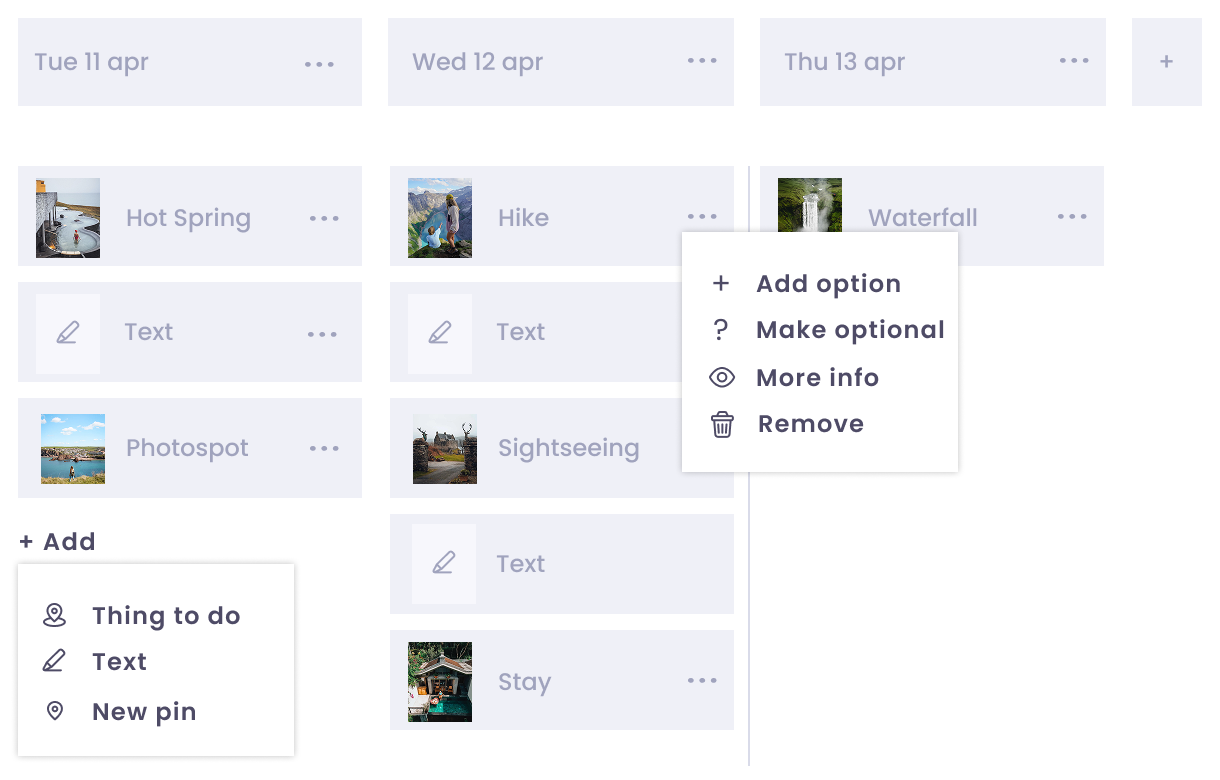 Tue 11 apr
Wed 12 apr
Thu 13 apr
+
Hot Spring
Hike
Waterfall
Text
Text
Photospot
Sightseeing
+ Add option
? Make optional
More info
Remove
+ Add
Thing to do
Text
New pin
Text
Stay